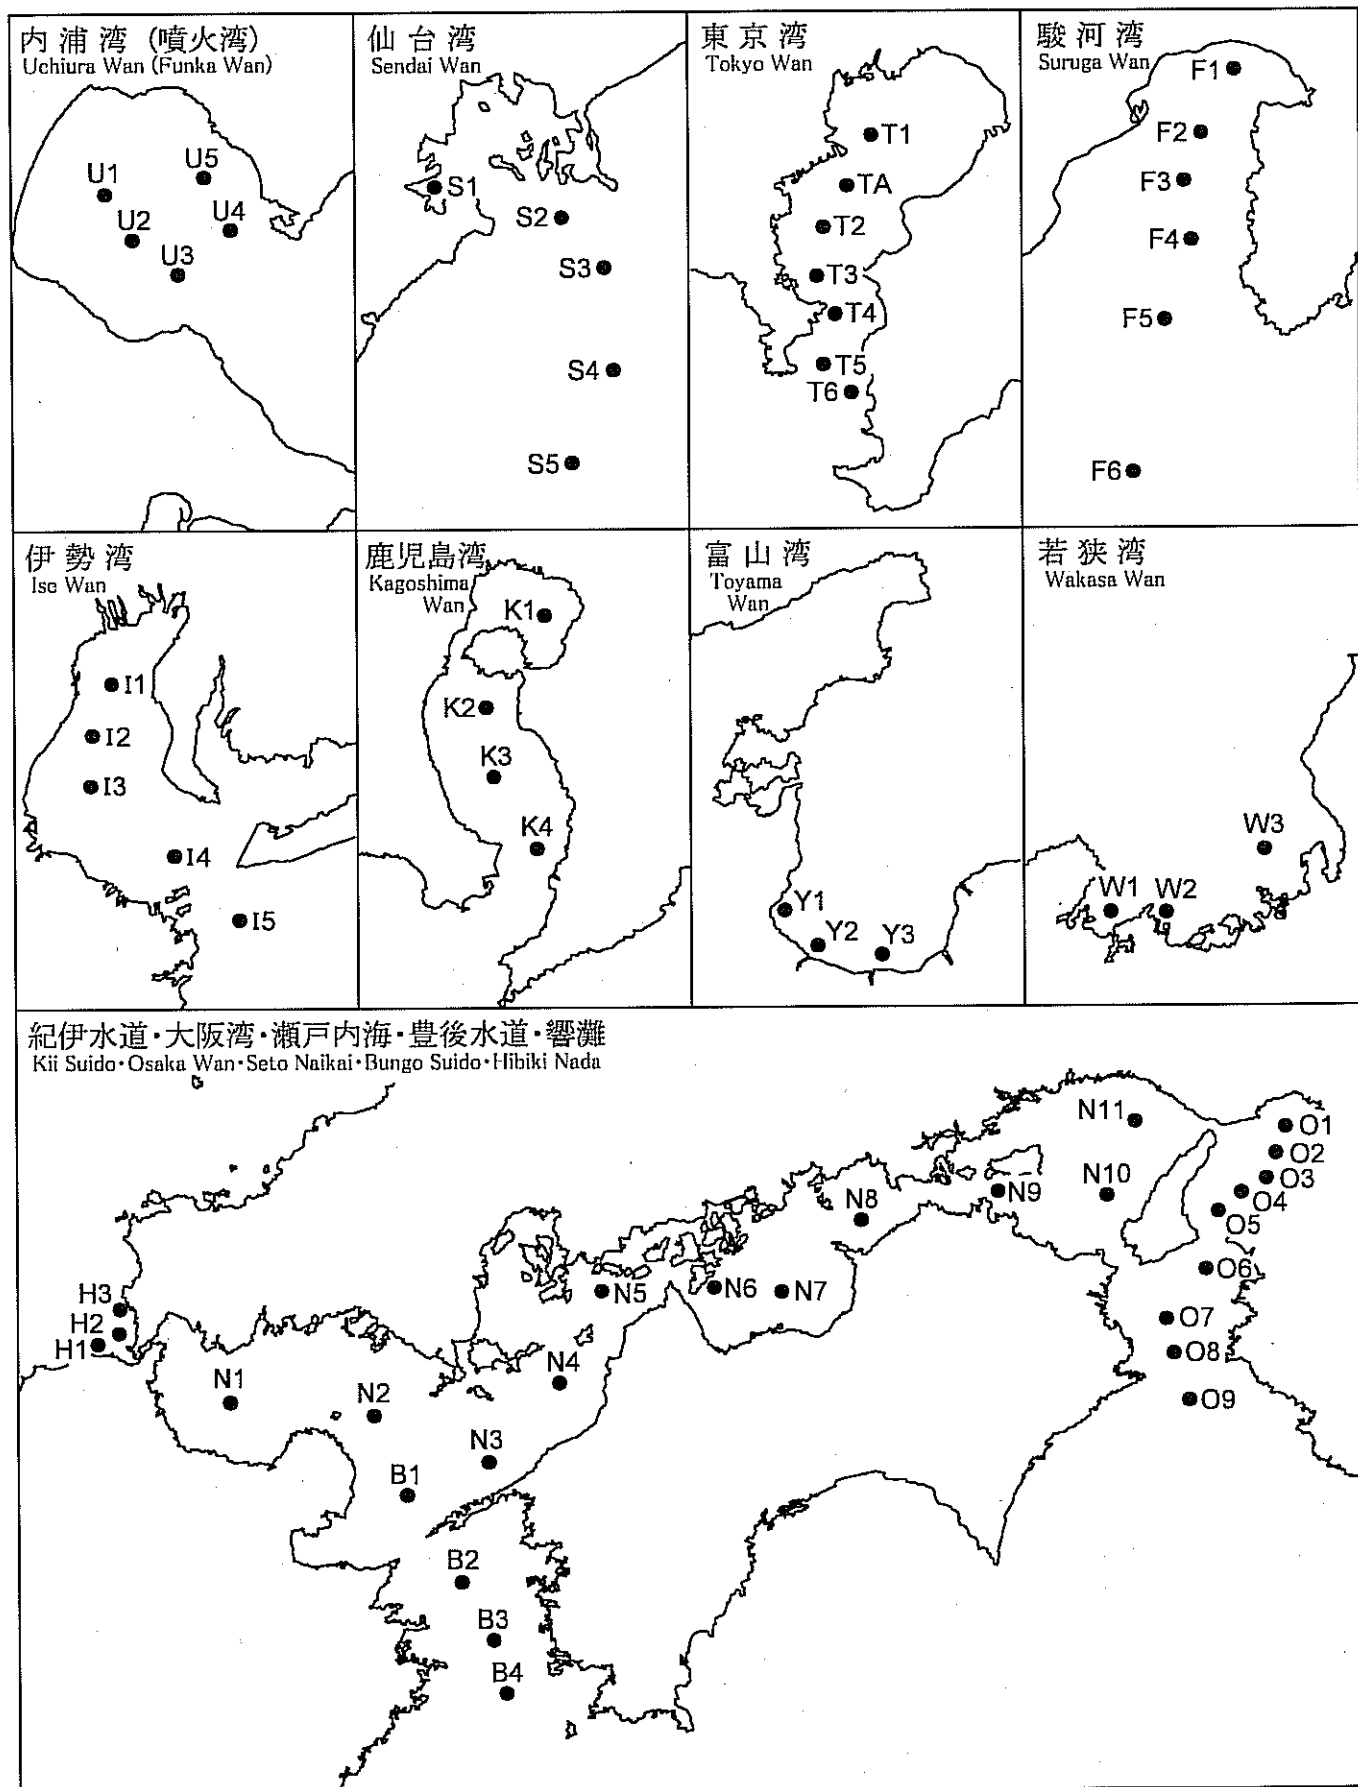 内浦湾 (噴火湾)
Uchiura Wan (Funka Wan)
U1
U5
U2
U4
U3
仙台湾
Sendai Wan
S1
S2
S3
S4
S5
東京湾
Tokyo Wan
T1
TA
T2
T3
T4
T5
T6
駿河湾
Suruga Wan
F1
F2
F3
F4
F5
F6
伊勢湾
Ise Wan
I1
I2
I3
I4
I5
鹿児島湾
Kagoshima
Wan
K1
K2
K3
K4
富山湾
Toyama
Wan
Y1
Y2
Y3
若狭湾
Wakasa Wan
W3
W1
W2
紀伊水道・大阪湾・瀬戸内海・豊後水道・響灘
Kii Suido・Osaka Wan・Seto Naikai・Bungo Suido・Hibiki Nada
N11
O1
O2
O3
O4
O5
N10
N9
N8
O6
N5
N6
N7
H3
H2
H1
O7
O8
O9
N1
N2
N4
N3
B1
B2
B3
B4